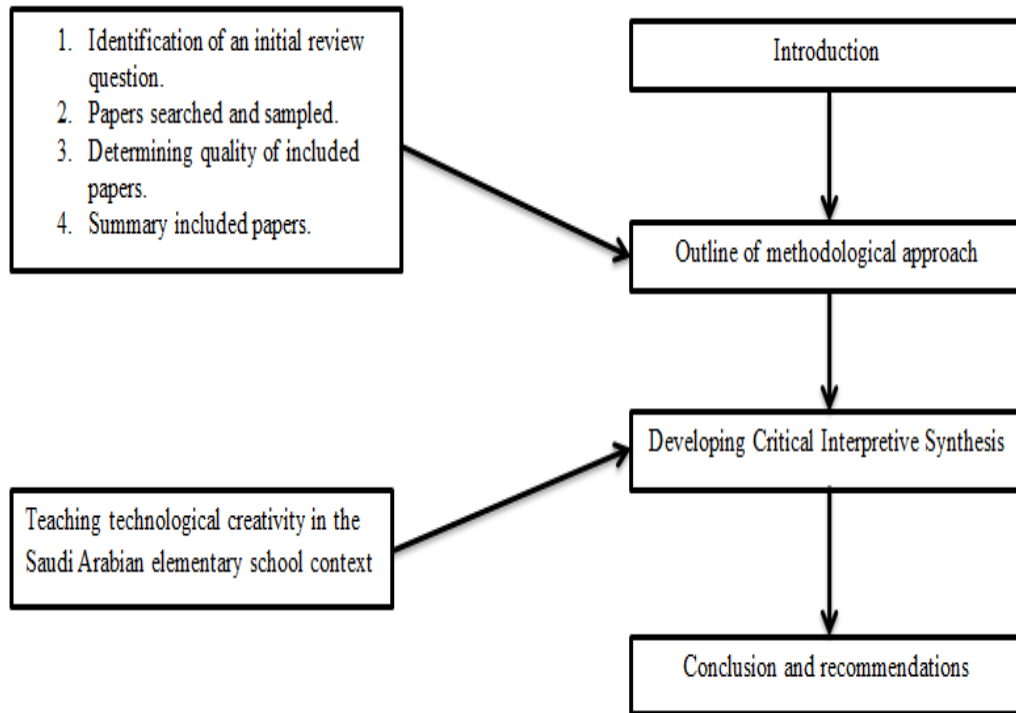 1. Identification of an initial review
question.
2. Papers searched and sampled.
3. Determining quality of included
papers.
4. Summary included papers.
Introduction
Outline of methodological approach
Developing Critical Interpretive Synthesis
Teaching technological creativity in the
Saudi Arabian elementary school context
Conclusion and recommendations